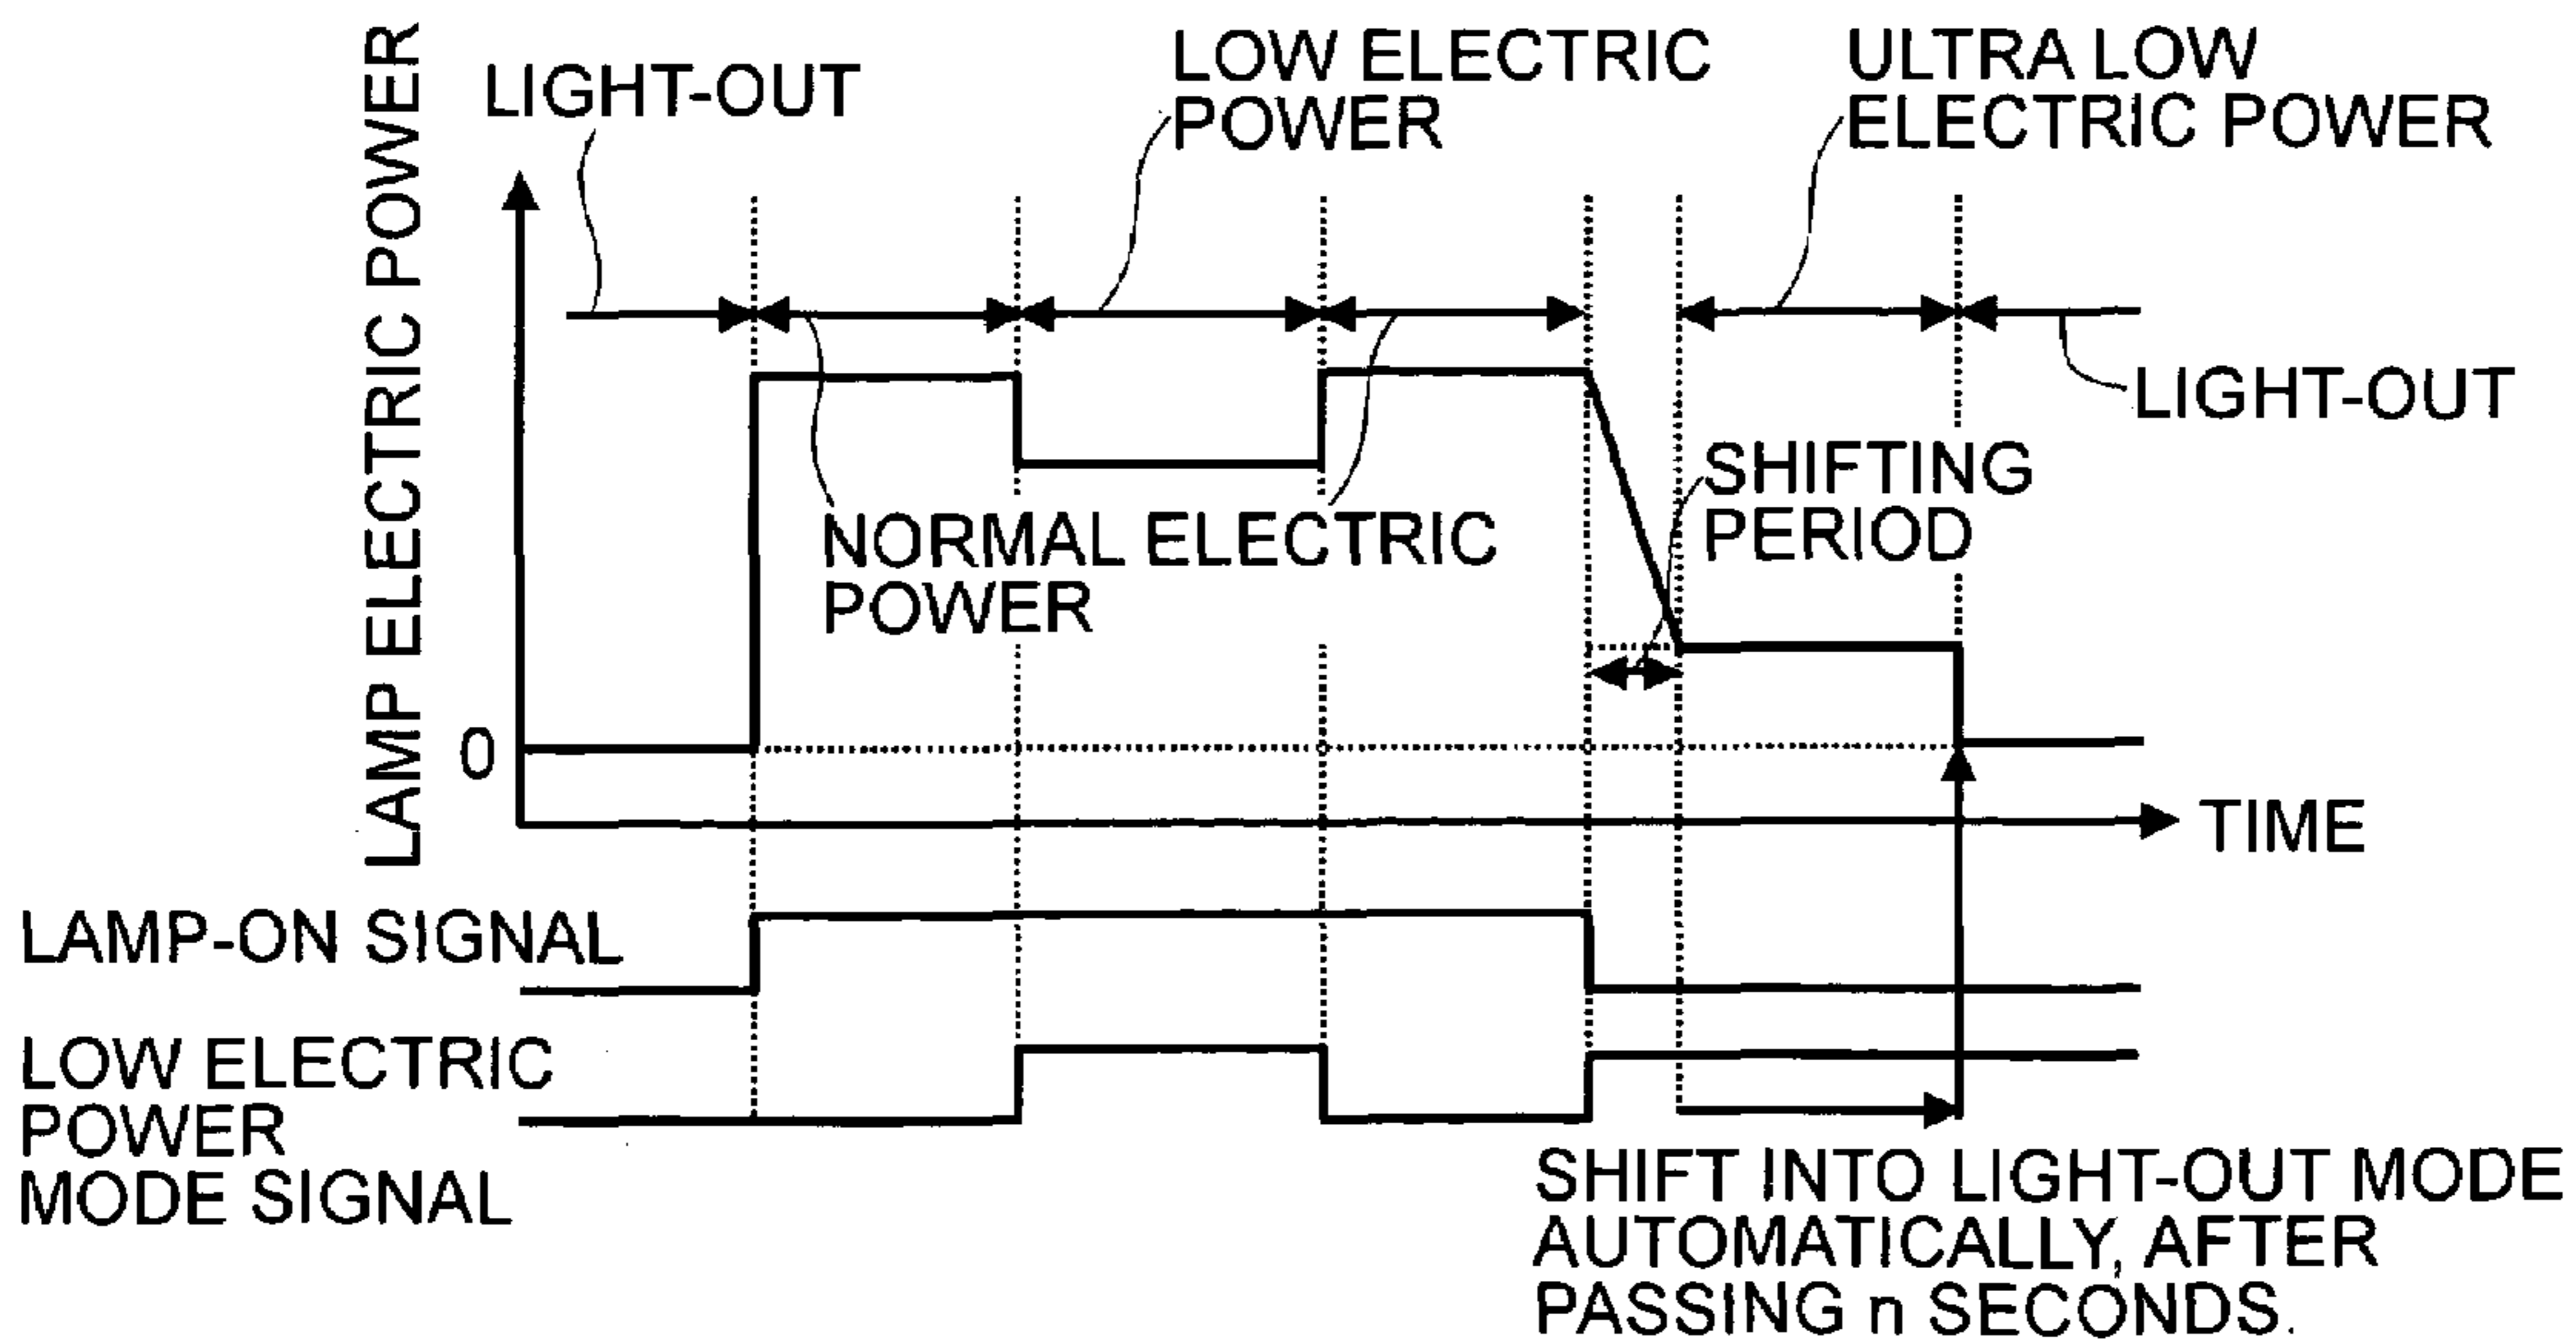 LAMP ELECTRIC POWER
LIGHT-OUT
LOW ELECTRIC
POWER
ULTRA LOW
ELECTRIC POWER
LIGHT-OUT
SHIFTING
PERIOD
NORMAL ELECTRIC
POWER
0
TIME
LAMP-ON SIGNAL
LOW ELECTRIC
POWER
MODE SIGNAL
SHIFT INTO LIGHT-OUT MODE
AUTOMATICALLY, AFTER
PASSING n SECONDS.